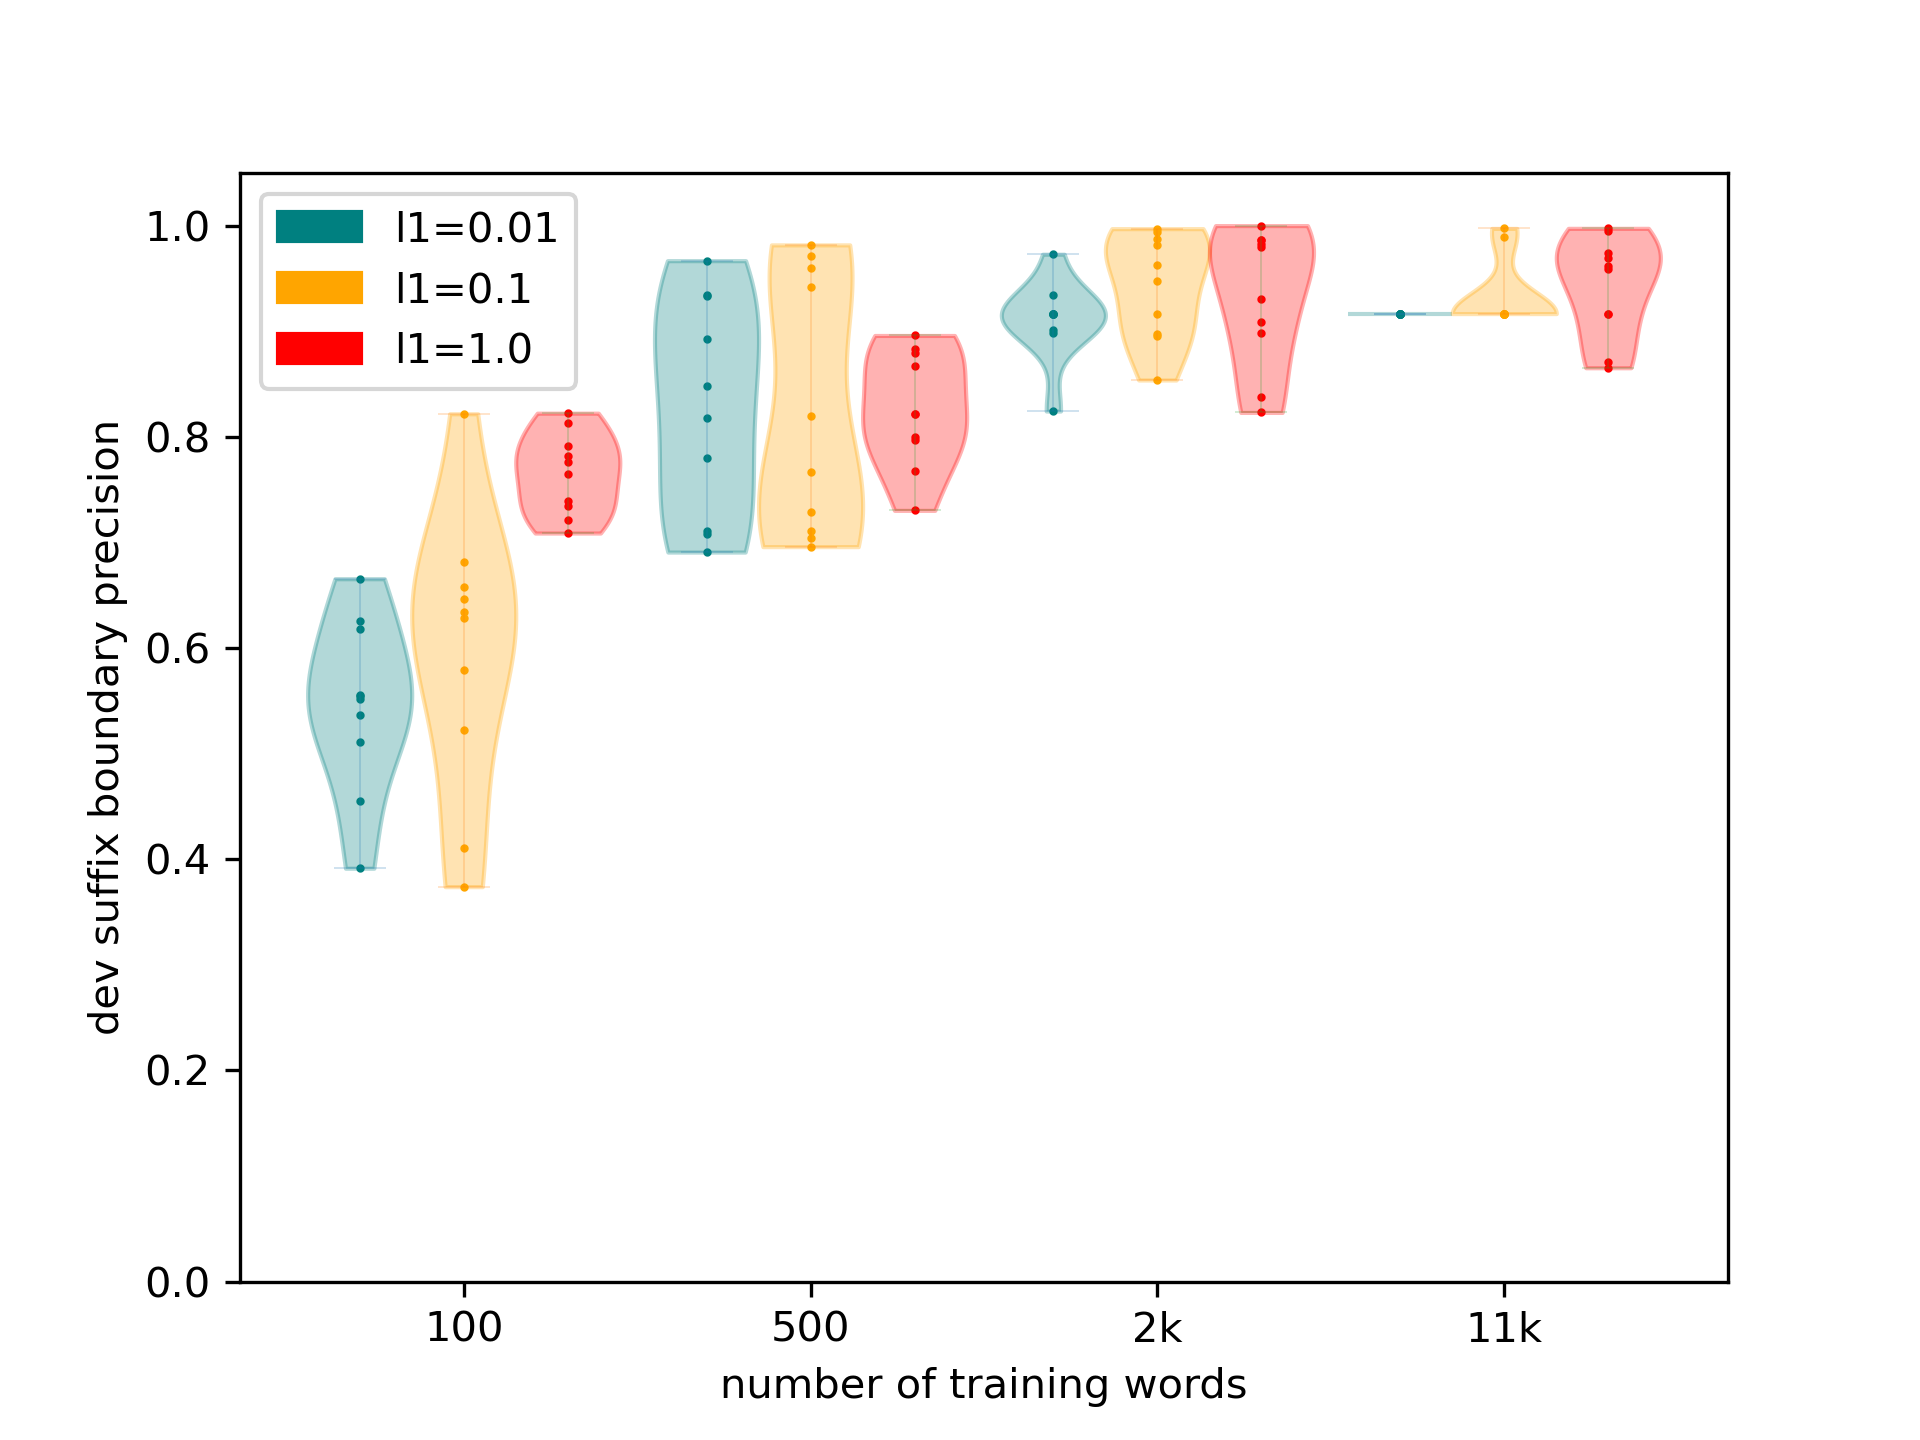 l1=0.01
l1=0.1
l1=1.0
1.0
0.8
0.6
0.4
0.2
0.0
dev suffix boundary precision
100 500 2k 11k
number of training words